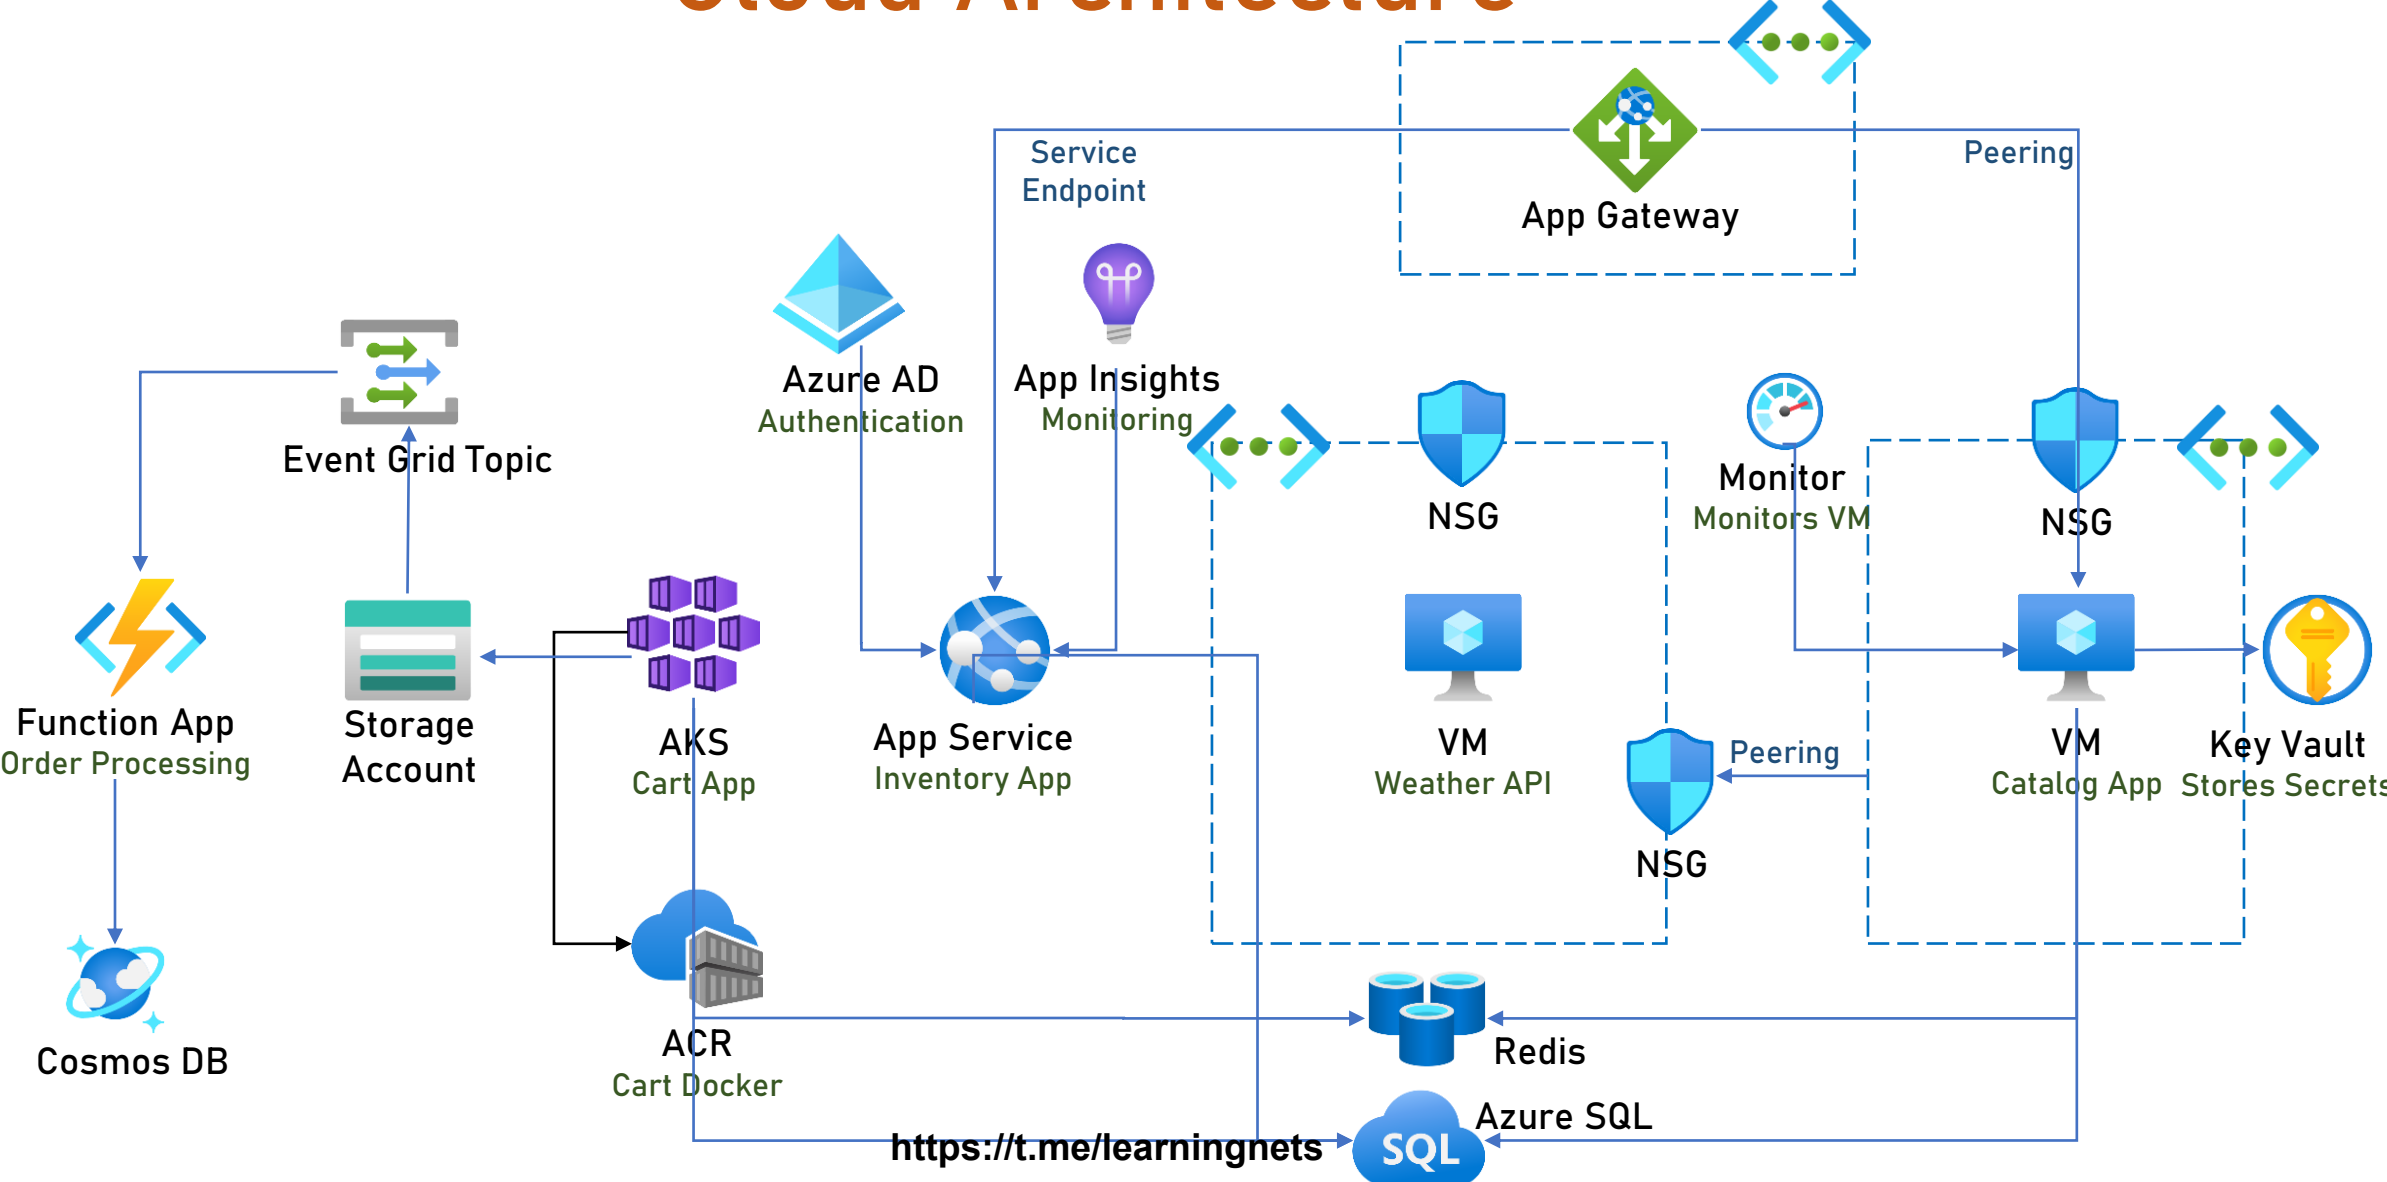 Cloud Architecture
Service
Endpoint
Peering
App Gateway
Azure AD
Authentication
App Insights
Monitoring
Event Grid Topic
NSG
Monitor
Monitors VM
NSG
Function App
Order Processing
Storage
Account
AKS
Cart App
App Service
Inventory App
VM
Weather API
Peering
NSG
VM
Catalog App
Key Vault
Stores Secrets
Cosmos DB
ACR
Cart Docker
Redis
Azure SQL
SQL
https://t.me/learningnets